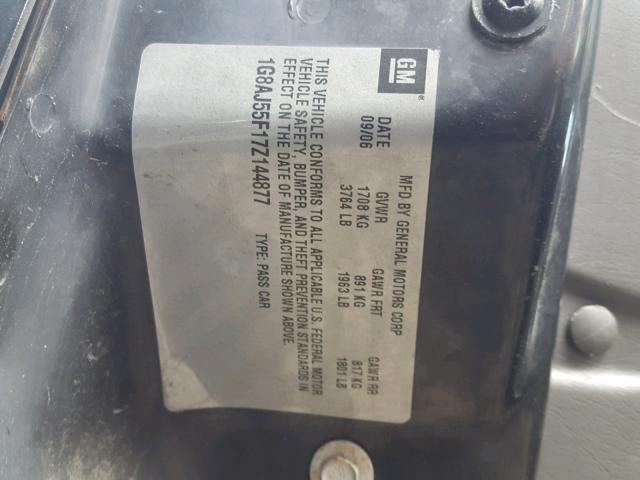 GM®
MFD BY GENERAL MOTORS CORP
DATE GVWR GAWR FRT GAWR RR
09/06 1708 KG 891 KG 817 KG
3764 LB 1963 LB 1801 LB
THIS VEHICLE CONFORMS TO ALL APPLICABLE U.S. FEDERAL MOTOR
VEHICLE SAFETY, BUMPER, AND THEFT PREVENTION STANDARDS IN
EFFECT ON THE DATE OF MANUFACTURE SHOWN ABOVE.
1G8AJ55F17Z144877 TYPE: PASS CAR